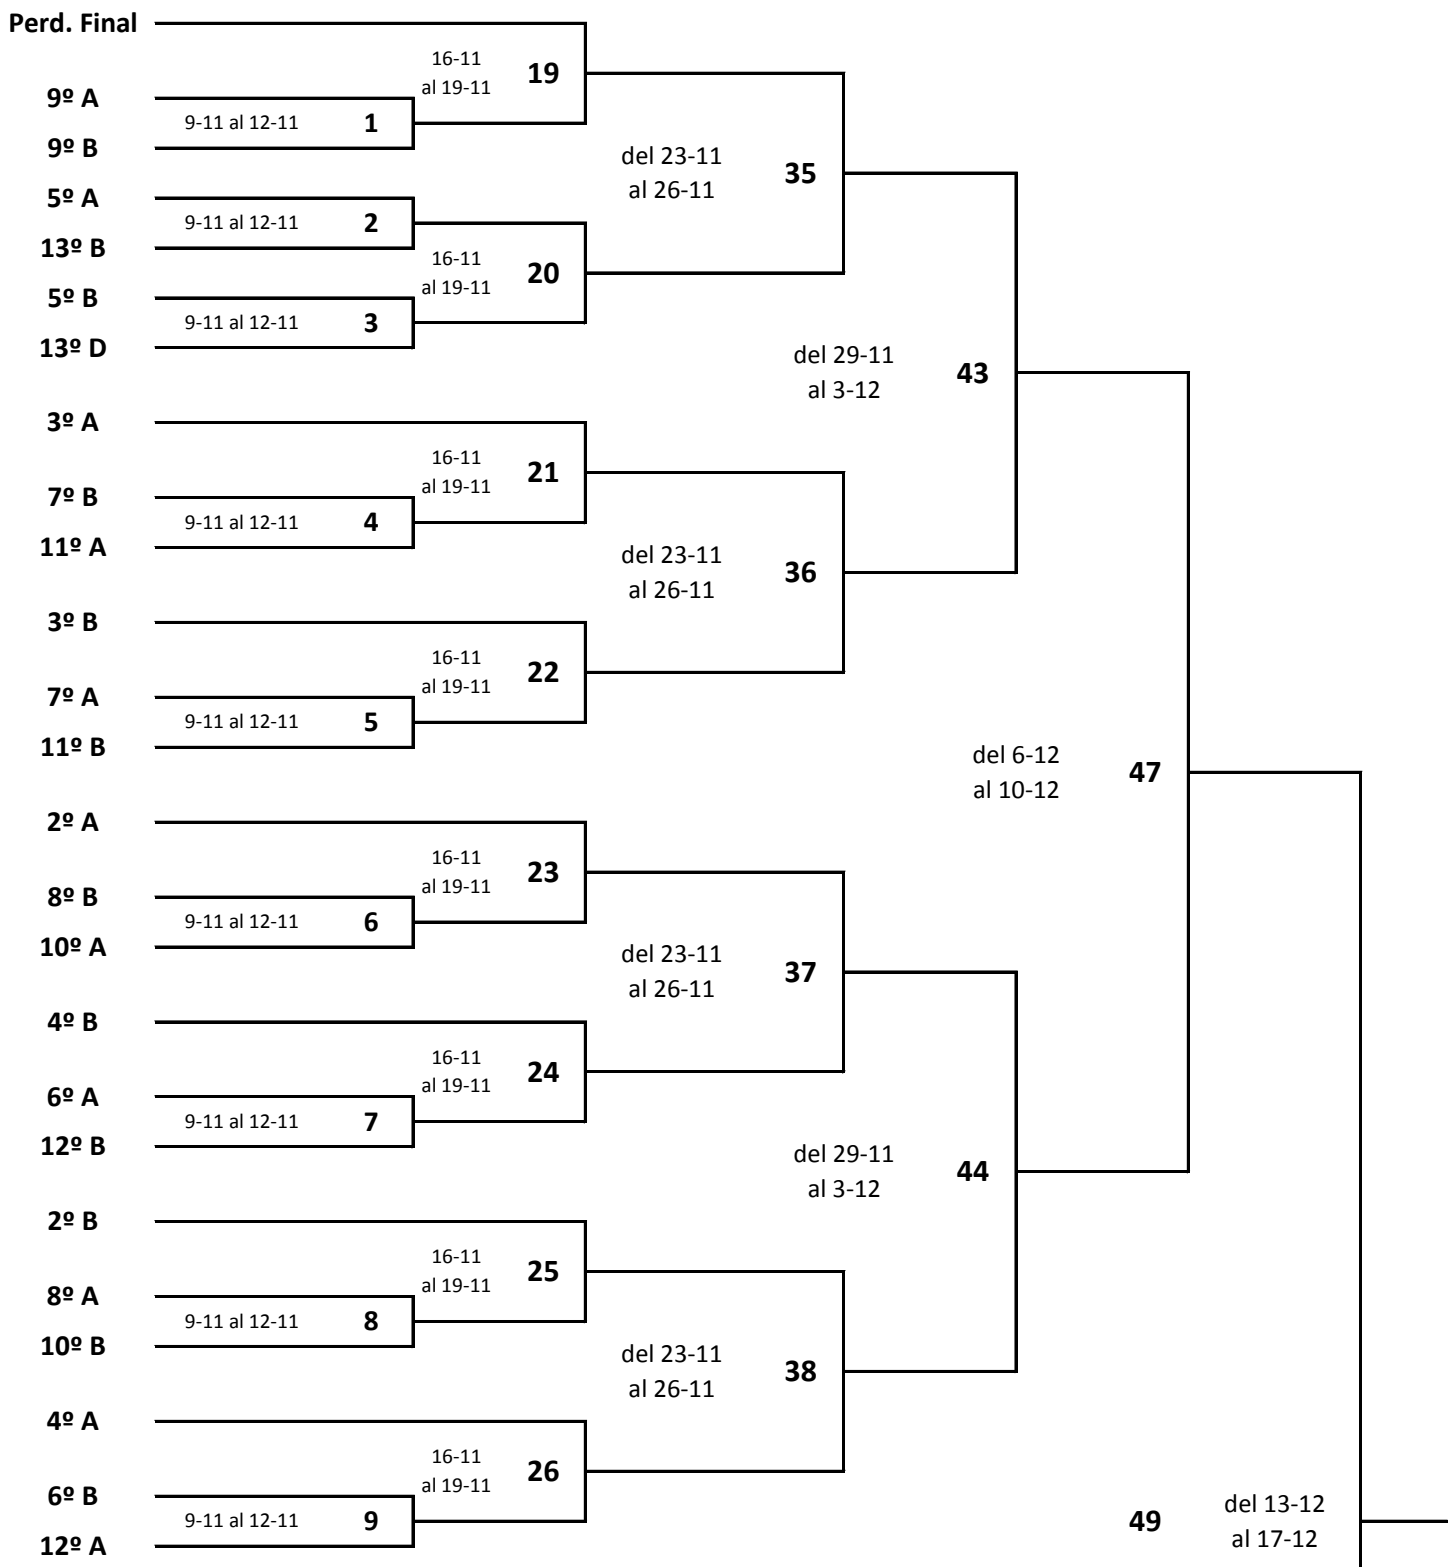 Perd. Final
16-11
al 19-11
19
9º A
9-11 al 12-11
1
9º B
del 23-11
al 26-11
35
5º A
9-11 al 12-11
2
13º B
16-11
al 19-11
20
5º B
9-11 al 12-11
3
13º D
del 29-11
al 3-12
43
3º A
16-11
al 19-11
21
7º B
9-11 al 12-11
4
11º A
del 23-11
al 26-11
36
3º B
16-11
al 19-11
22
7º A
9-11 al 12-11
5
11º B
del 6-12
al 10-12
47
2º A
16-11
al 19-11
23
8º B
9-11 al 12-11
6
10º A
del 23-11
al 26-11
37
4º B
16-11
al 19-11
24
6º A
9-11 al 12-11
7
12º B
del 29-11
al 3-12
44
2º B
16-11
al 19-11
25
8º A
9-11 al 12-11
8
10º B
del 23-11
al 26-11
38
4º A
16-11
al 19-11
26
6º B
9-11 al 12-11
9
12º A
49
del 13-12
al 17-12